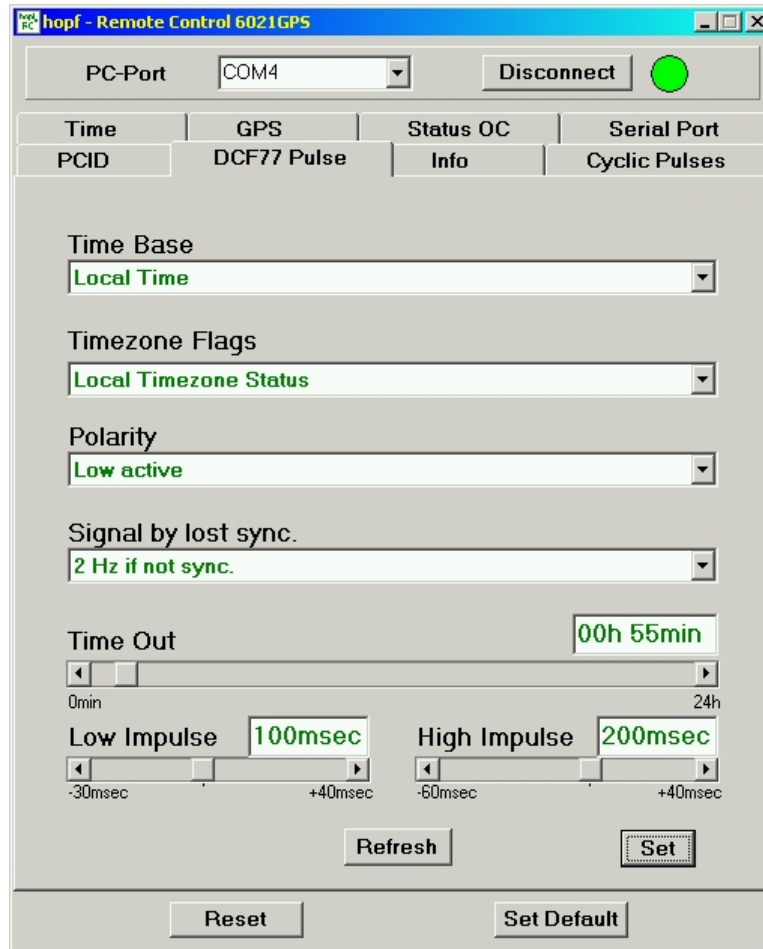 hopf RC hopf - Remote Control 6021GPS
PC-Port COM4 Disconnect
Time GPS Status OC Serial Port
PCID DCF77 Pulse Info Cyclic Pulses
Time Base
Local Time
Timezone Flags
Local Timezone Status
Polarity
Low active
Signal by lost sync.
2 Hz if not sync.
Time Out 00h 55min
0min 24h
Low Impulse 100msec High Impulse 200msec
-30msec +40msec -60msec +40msec
Refresh Set
Reset Set Default